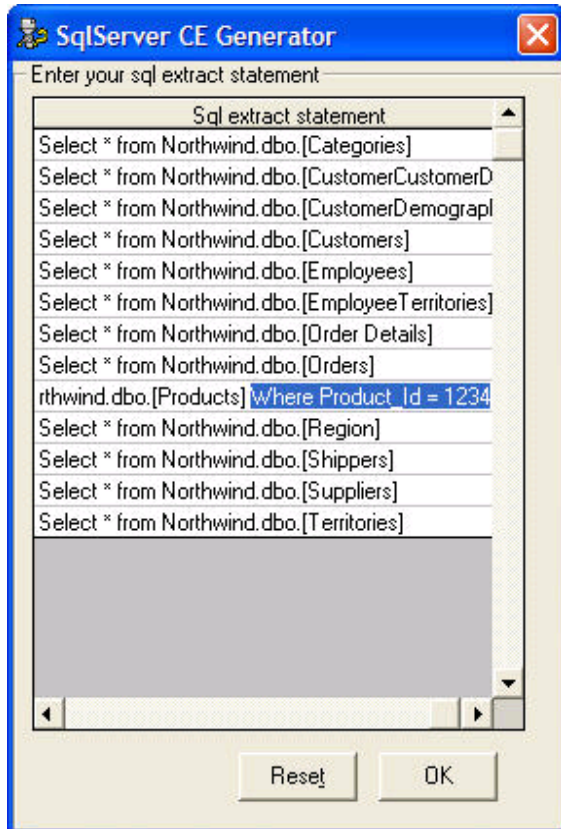 SqlServer CE Generator
Enter your sql extract statement
Sql extract statement
Select * from Northwind.dbo.[Categories]
Select * from Northwind.dbo.[CustomerCustomerD
Select * from Northwind.dbo.[CustomerDemograpl
Select * from Northwind.dbo.[Customers]
Select * from Northwind.dbo.[Employees]
Select * from Northwind.dbo.[EmployeeTerritories]
Select * from Northwind.dbo.[Order Details]
Select * from Northwind.dbo.[Orders]
rthwind.dbo.[Products] Where Product_Id = 1234
Select * from Northwind.dbo.[Region]
Select * from Northwind.dbo.[Shippers]
Select * from Northwind.dbo.[Suppliers]
Select * from Northwind.dbo.[Territories]
Reset OK